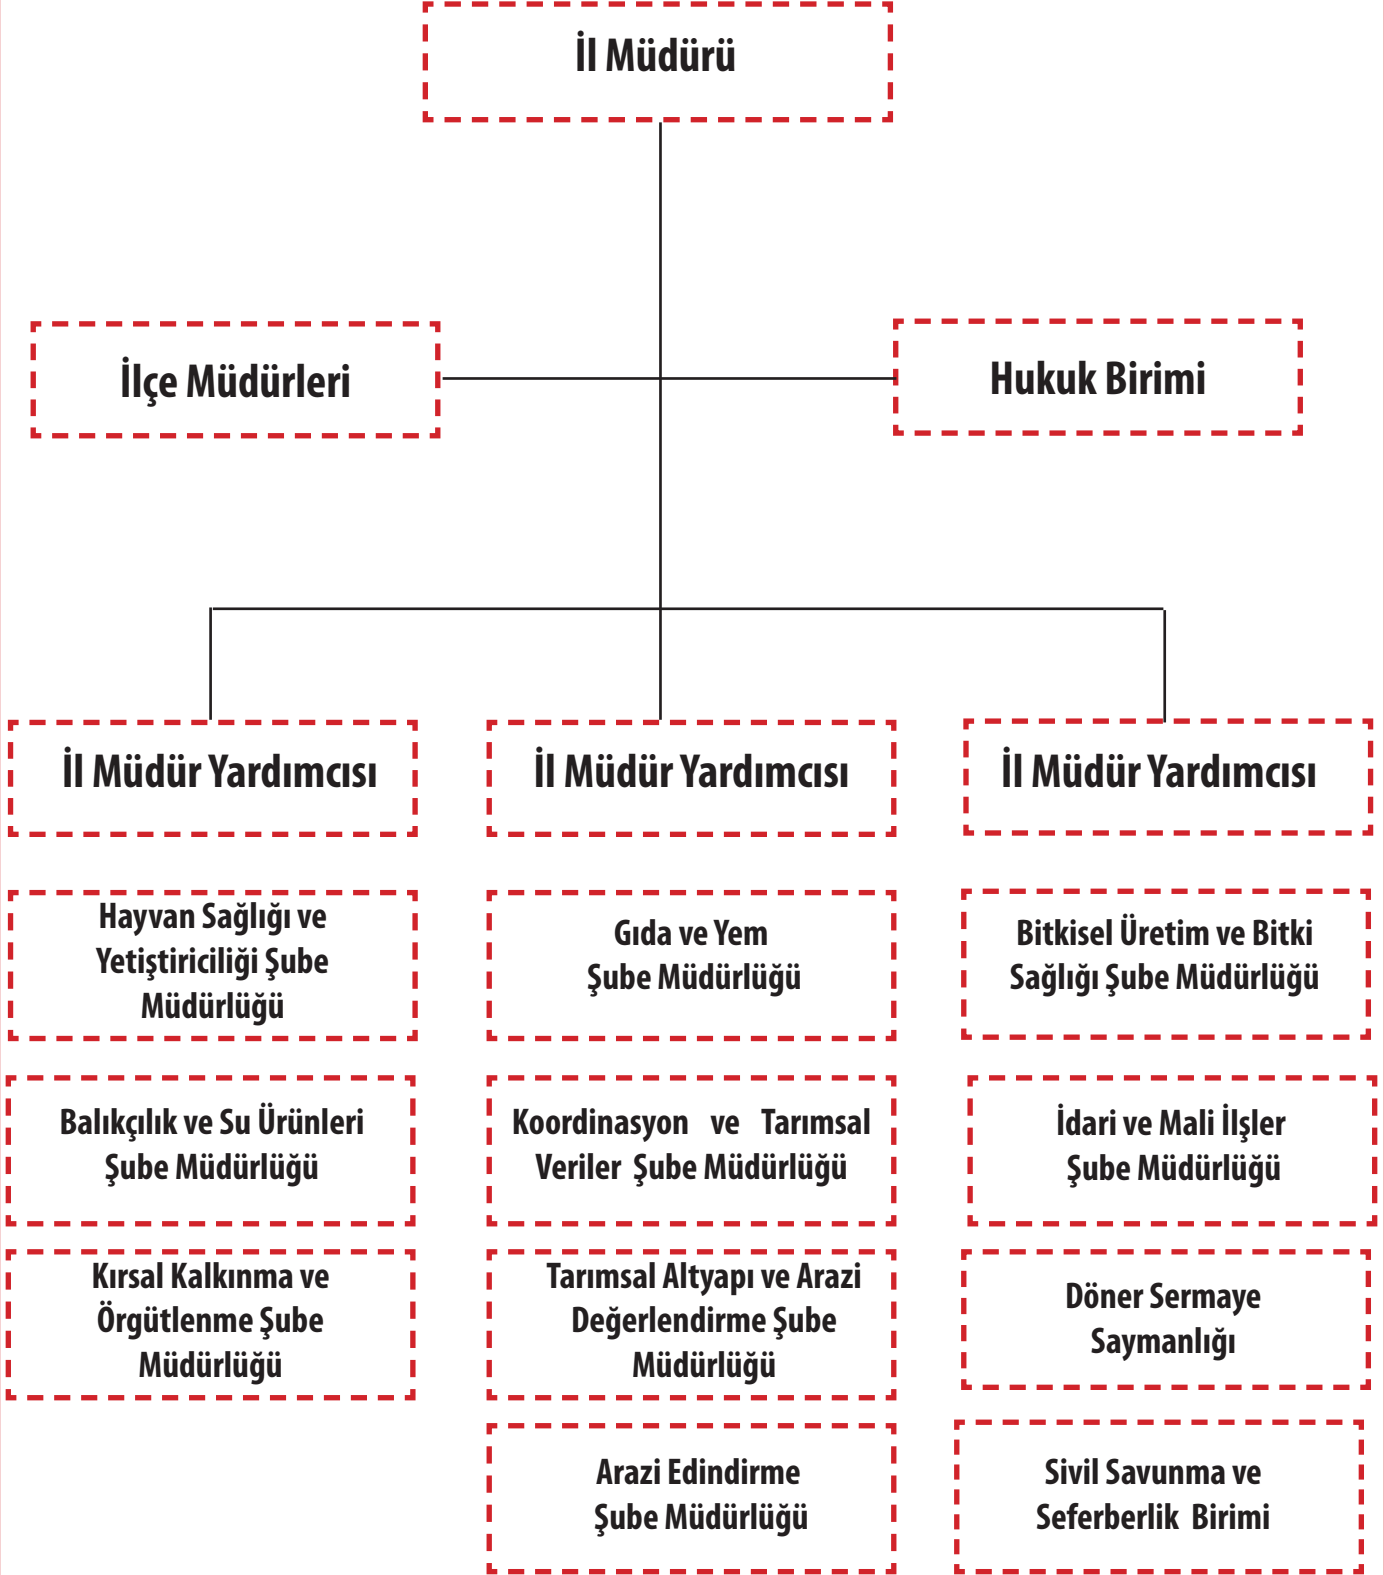 İl Müdürü
İlçe Müdürleri
Hukuk Birimi
İl Müdür Yardımcısı
İl Müdür Yardımcısı
İl Müdür Yardımcısı
Hayvan Sağlığı ve
Yetiştiriciliği Şube
Müdürlüğü
Gıda ve Yem
Şube Müdürlüğü
Bitkisel Üretim ve Bitki
Sağlığı Şube Müdürlüğü
Balıkçılık ve Su Ürünleri
Şube Müdürlüğü
Koordinasyon ve Tarımsal
Veriler Şube Müdürlüğü
İdari ve Mali İlşler
Şube Müdürlüğü
Kırsal Kalkınma ve
Örgütlenme Şube
Müdürlüğü
Tarımsal Altyapı ve Arazi
Değerlendirme Şube
Müdürlüğü
Döner Sermaye
Saymanlığı
Arazi Edindirme
Şube Müdürlüğü
Sivil Savunma ve
Seferberlik Birimi